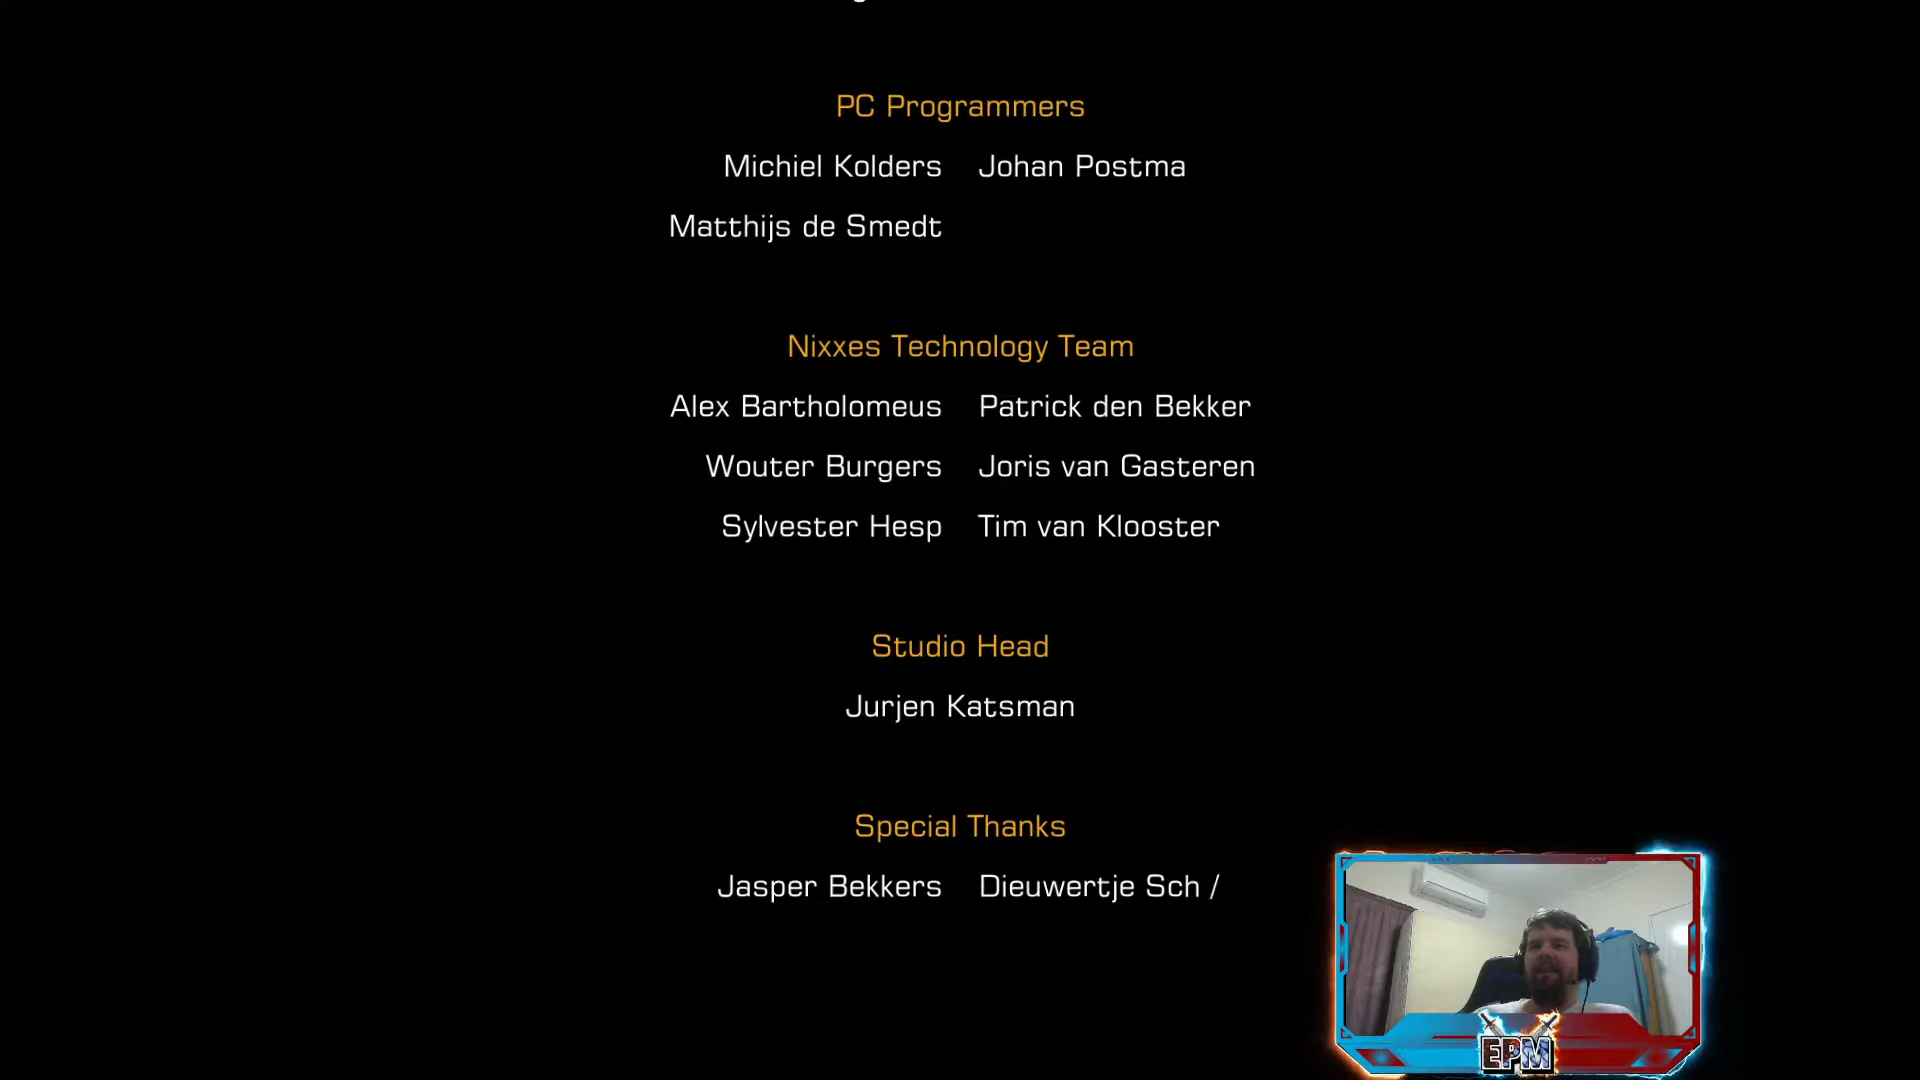 PC Programmers
Michiel Kolders Johan Postma
Matthijs de Smedt
Nixxes Technology Team
Alex Bartholomeus Patrick den Bekker
Wouter Burgers Joris van Gasteren
Sylvester Hesp Tim van Klooster
Studio Head
Jurjen Katsman
Special Thanks
Jasper Bekkers Dieuwertje Sch /
EPM